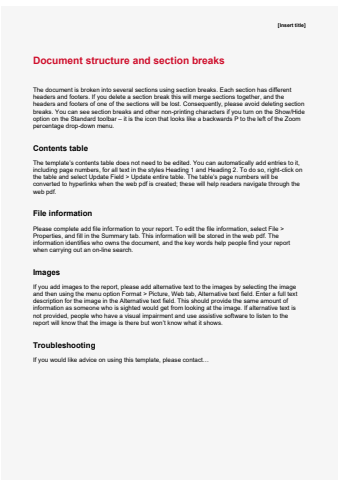 [Insert title]
Document structure and section breaks
The document is broken into several sections using section breaks. Each section has different
headers and footers. If you delete a section break this will merge sections together, and the
headers and footers of one of the sections will be lost. Consequently, please avoid deleting section
breaks. You can see section breaks and other non-printing characters if you turn on the Show/Hide
option on the Standard toolbar – it is the icon that looks like a backwards P to the left of the Zoom
percentage drop-down menu.
Contents table
The template's contents table does not need to be edited. You can automatically add entries to it,
including page numbers, for all text in the styles Heading 1 and Heading 2. To do so, right-click on
the table and select Update Field > Update entire table. The table's page numbers will be
converted to hyperlinks when the web pdf is created; these will help readers navigate through the
web pdf.
File information
Please complete add file information to your report. To edit the file information, select File >
Properties, and fill in the Summary tab. This information will be stored in the web pdf. The
information identifies who owns the document, and the key words help people find your report
when carrying out an on-line search.
Images
If you add images to the report, please add alternative text to the images by selecting the image
and then using the menu option Format > Picture, Web tab, Alternative text field. Enter a full text
description for the image in the Alternative text field. This should provide the same amount of
information as someone who is sighted would get from looking at the image. If alternative text is
not provided, people who have a visual impairment and use assistive software to listen to the
report will know that the image is there but won't know what it shows.
Troubleshooting
If you would like advice on using this template, please contact…